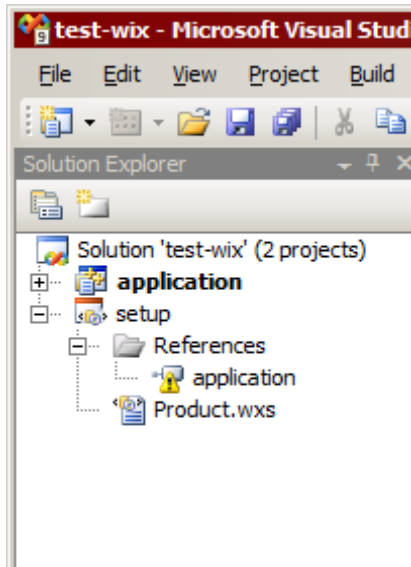 test-wix - Microsoft Visual Studi
File Edit View Project Build
Solution Explorer
Solution 'test-wix' (2 projects)
application
setup
References
application
Product.wxs